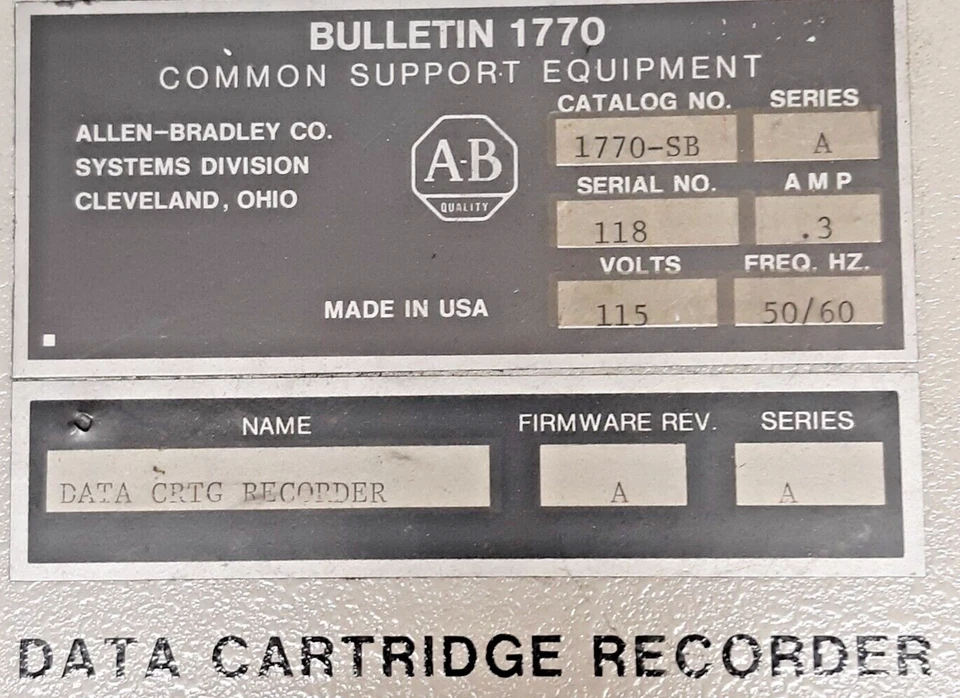 BULLETIN 1770
COMMON SUPPORT EQUIPMENT
ALLEN-BRADLEY CO.
SYSTEMS DIVISION
CLEVELAND, OHIO
A-B
QUALITY
MADE IN USA
CATALOG NO. SERIES
1770-SB A
SERIAL NO. AMP
118 .3
VOLTS FREQ. HZ.
115 50/60
NAME FIRMWARE REV. SERIES
DATA CRTG RECORDER A A
DATA CARTRIDGE RECORDER